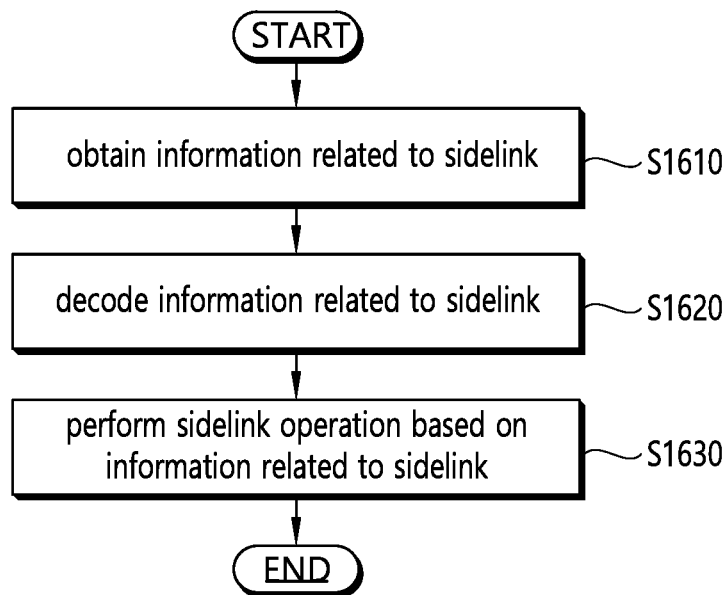 START
obtain information related to sidelink
S1610
decode information related to sidelink
S1620
perform sidelink operation based on
information related to sidelink
S1630
END